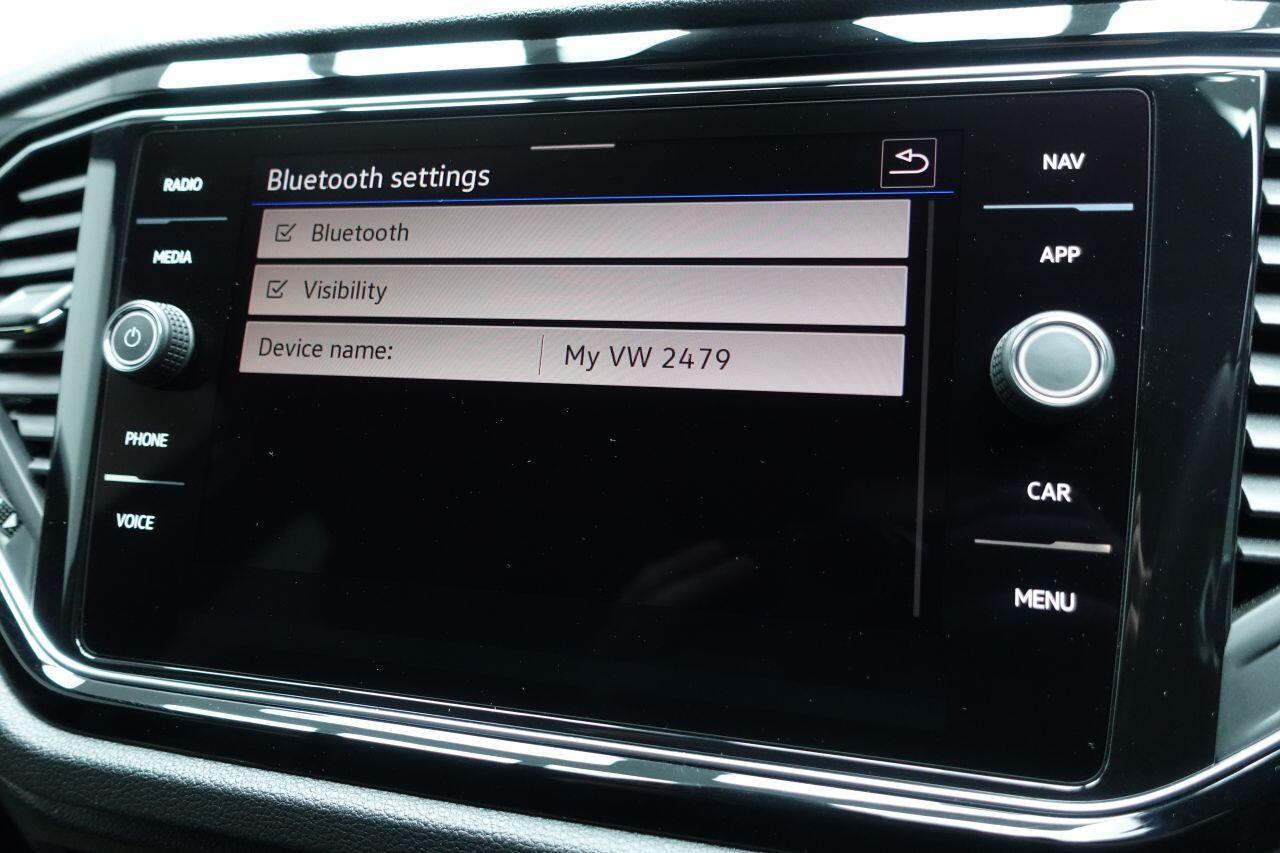 RADIO
MEDIA
PHONE
VOICE
Bluetooth settings
Bluetooth
Visibility
Device name: My VW 2479
NAV
APP
CAR
MENU